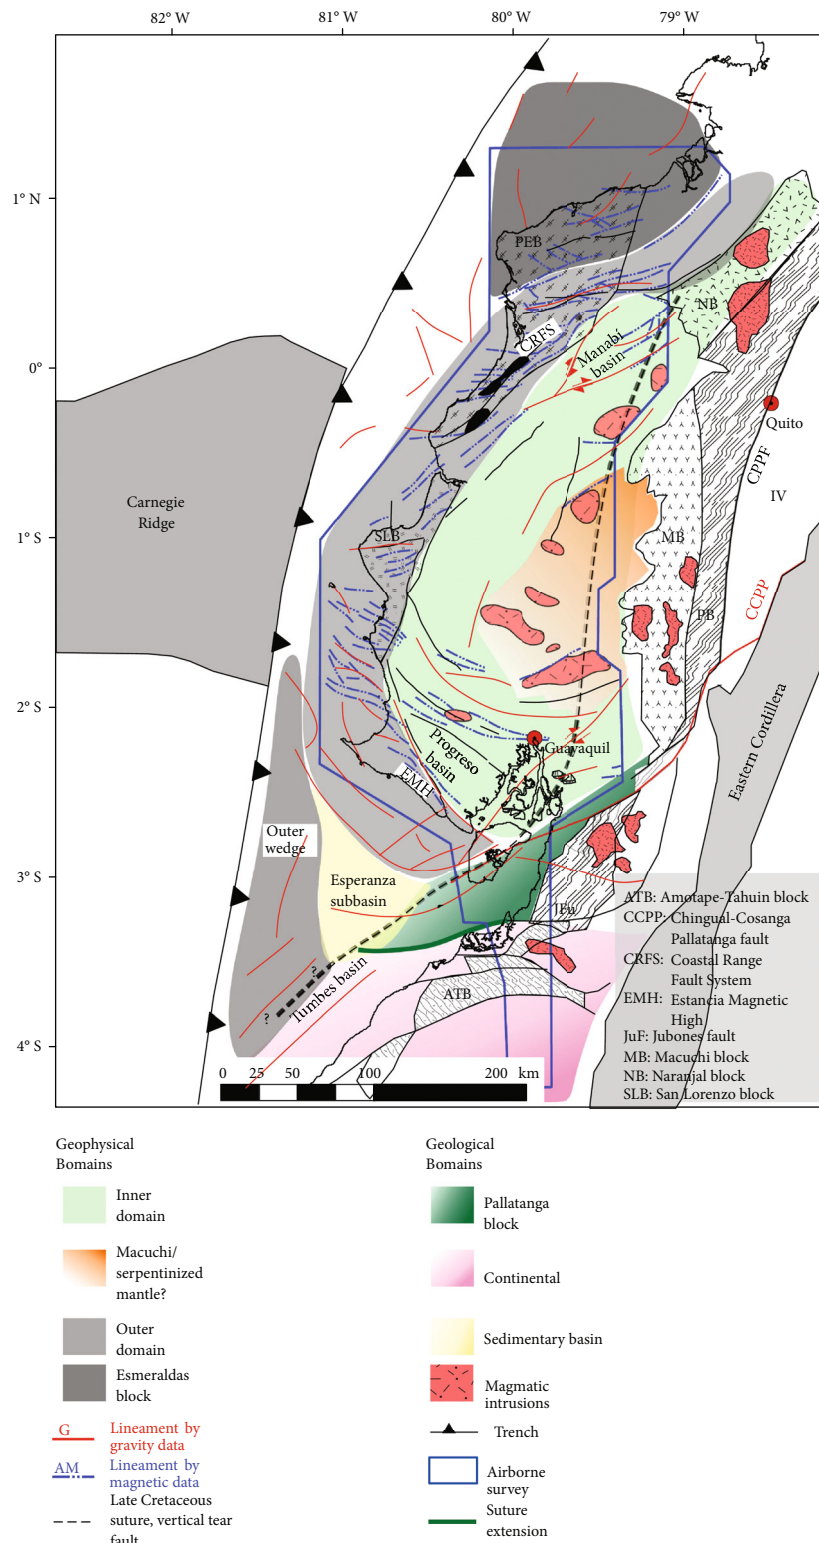 82° W
81° W
80° W
79° W
1° N
0°
1° S
2° S
3° S
4° S
PEB
NB
CRFS
Manabí
basin
Quito
CPPF
IV
Carnegie
Ridge
SLB
MB
PB
CCPP
Eastern Cordillera
Guayaquil
Progreso
basin
EMH
Outer
wedge
Esperanza
subbasin
JFu
Tumbes basin
?
?
ATB
ATB: Amotape-Tahuin block
CCPP: Chingual-Cosanga
Pallatanga fault
CRFS: Coastal Range
Fault System
EMH: Estancia Magnetic
High
JuF: Jubones fault
MB: Macuchi block
NB: Naranjal block
SLB: San Lorenzo block
0 25 50 100 200 km
Geophysical
Bomains
Inner
domain
Macuchi/
serpentinized
mantle?
Outer
domain
Esmeraldas
block
G Lineament by
gravity data
AM Lineament by
magnetic data
Late Cretaceous
suture, vertical tear
fault
Geological
Bomains
Pallatanga
block
Continental
Sedimentary basin
Magmatic
intrusions
Trench
Airborne
survey
Suture
extension